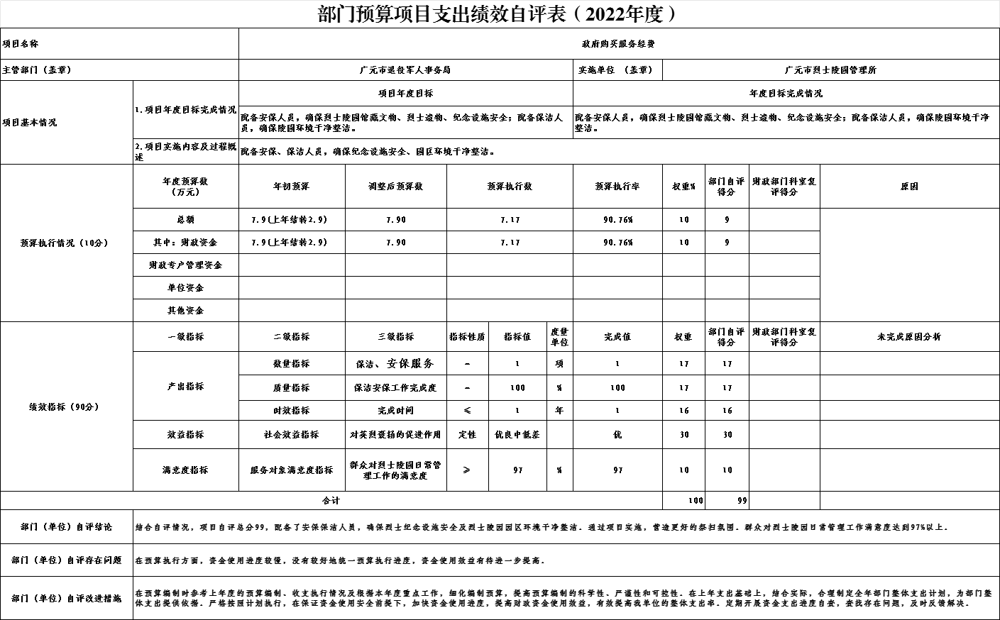 部门预算项目支出绩效自评表（2022年度）
项目名称 政府购买服务经费
主管部门（盖章） 广元市退役军人事务局 实施单位 （盖章） 广元市烈士陵园管理所
项目基本情况 1.项目年度目标完成情况 项目年度目标 年度目标完成情况
配备安保人员，确保烈士陵园馆藏文物、烈士遗物、纪念设施安全；配备保洁人
员，确保陵园环境干净整洁。
配备安保人员，确保烈士陵园馆藏文物、烈士遗物、纪念设施安全；配备保洁人员，确保陵园环境干净
整洁。
2.项目实施内容及过程概
述
配备安保、保洁人员，确保纪念设施安全、园区环境干净整洁。
预算执行情况（10分）
年度预算数
（万元）
年初预算 调整后预算数 预算执行数 预算执行率 权重%
部门自评
得分
财政部门科室复
评得分
原因
总额 7.9(上年结转2.9) 7.90 7.17 90.76% 10 9
其中：财政资金 7.9(上年结转2.9) 7.90 7.17 90.76% 10 9
财政专户管理资金
单位资金
其他资金
绩效指标（90分）
一级指标 二级指标 三级指标 指标性质 指标值
度量
单位
完成值 权重
部门自评
得分
财政部门科室复
评得分
未完成原因分析
产出指标
数量指标 保洁、安保服务 - 1 项 1 17 17
质量指标 保洁安保工作完成度 - 100 % 100 17 17
时效指标 完成时间 ≤ 1 年 1 16 16
效益指标 社会效益指标 对英烈褒扬的促进作用 定性 优良中低差 优 30 30
满意度指标 服务对象满意度指标
群众对烈士陵园日常管
理工作的满意度
≥ 97 % 97 10 10
合计 100 99
部门（单位）自评结论
结合自评情况，项目自评总分99，配备了安保保洁人员，确保烈士纪念设施安全及烈士陵园园区环境干净整洁。通过项目实施，营造更好的祭扫氛围。群众对烈士陵园日常管理工作满意度达到97%以上。
部门（单位）自评存在问题
在预算执行方面，资金使用进度较慢，没有较好地统一预算执行进度，资金使用效益有待进一步提高。
部门（单位）自评改进措施
在预算编制时参考上年度的预算编制、收支执行情况及根据本年度重点工作，细化编制预算，提高预算编制的科学性、严谨性和可控性。在上年支出基础上，结合实际，合理制定全年部门整体支出计划，为部门整
体支出提供依据。严格按照计划执行，在保证资金使用安全前提下，加快资金使用进度，提高财政资金使用效益，有效提高我单位的整体支出率。定期开展资金支出进度自查，查找存在问题，及时反馈解决。